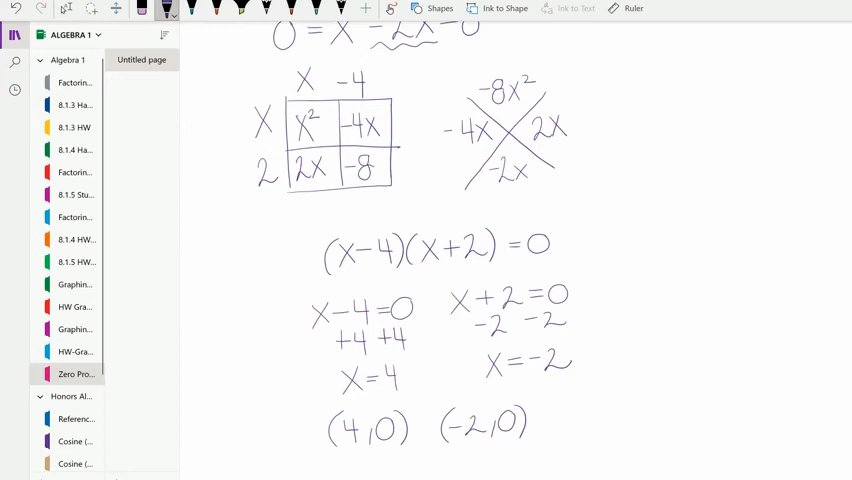 Shapes Ink to Shape Ink to Text Ruler
ALGEBRA 1
Algebra 1
Untitled page
Factorin...
8.1.3 Ha...
8.1.3 HW
8.1.4 Ha...
Factorin...
8.1.5 Stu...
Factorin...
8.1.4 HW...
8.1.5 HW...
Graphin...
HW Gra...
Graphin...
HW-Gra...
Zero Pro...
Honors Al...
Referenc...
Cosine (...
Cosine (...
0 = x - 2x - 8
x -4
x x² -4x
2 2x -8
-8x²
-4x 2x
-2x
(x-4)(x+2) = 0
x-4=0 x+2=0
+4 +4 -2 -2
x=4 x=-2
(4,0) (-2,0)